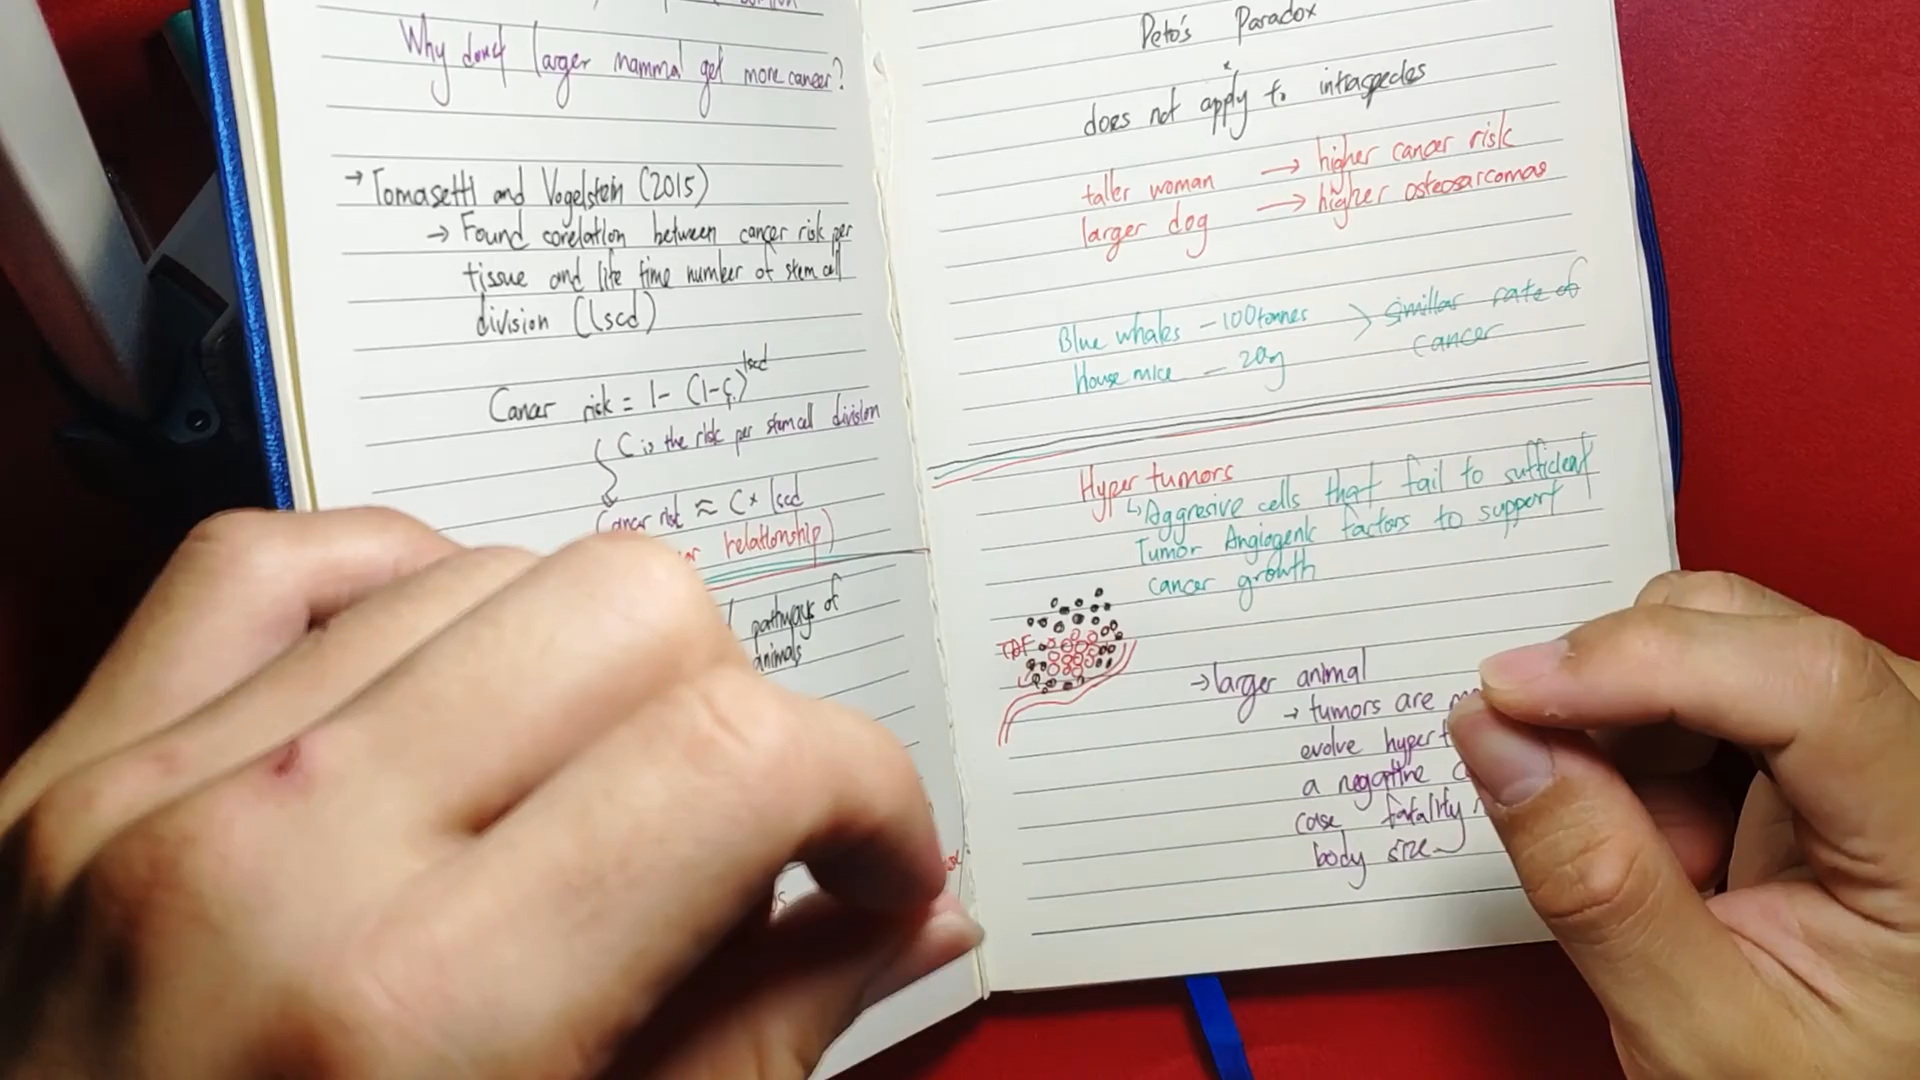 Why don't larger mammal get more cancer?
→ Tomasetti and Vogelstein (2015)
→ Found corelation between cancer risk per
tissue and life time number of stem cell
division (lscd)
Cancer risk = 1 - (1-c)^lscd
C is the risk per stem cell division
Cancer risk ≈ C × lscd
relationship)
pathways of
animals
Peto's Paradox
does not apply to intraspecies
taller woman → higher cancer risk
larger dog → higher osteosarcomas
Blue whales - 100 tonnes > simillar rate of
House mice - 20g cancer
Hyper tumors
↳ Aggresive cells that fail to sufficient
Tumor Angiogenic factors to support
cancer growth
TAF
→ larger animal
→ tumors are
evolve
a negative
case fatality
body size